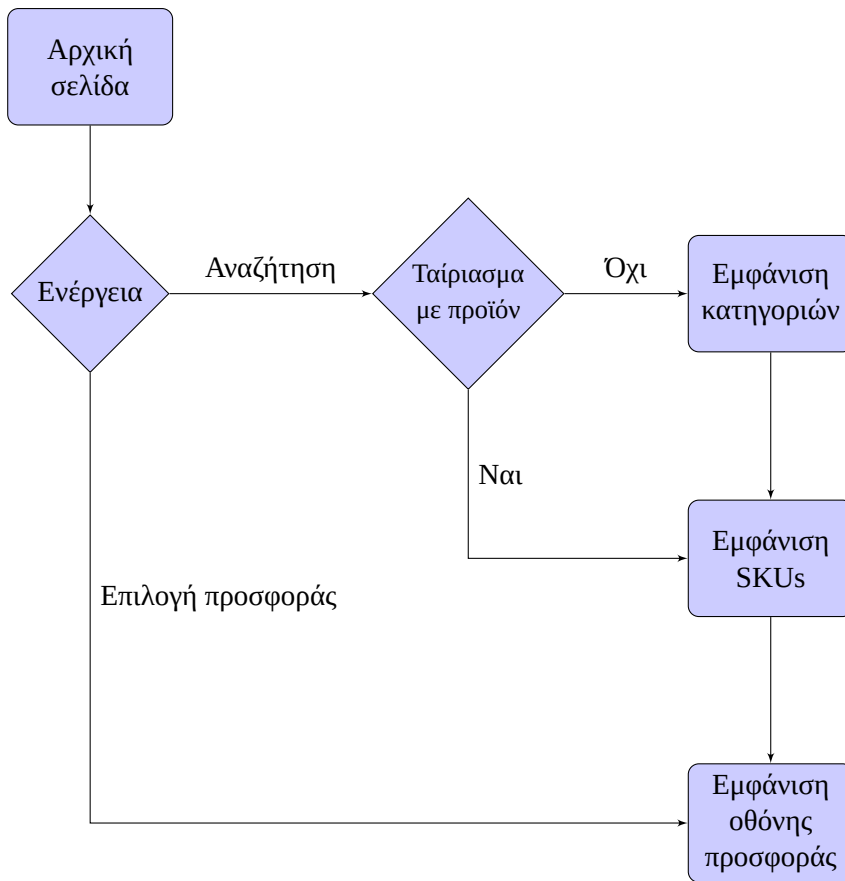 Αρχική
σελίδα
Ενέργεια
Αναζήτηση
Ταίριασμα
με προϊόν
Όχι
Εμφάνιση
κατηγοριών
Ναι
Εμφάνιση
SKUs
Επιλογή προσφοράς
Εμφάνιση
οθόνης
προσφοράς